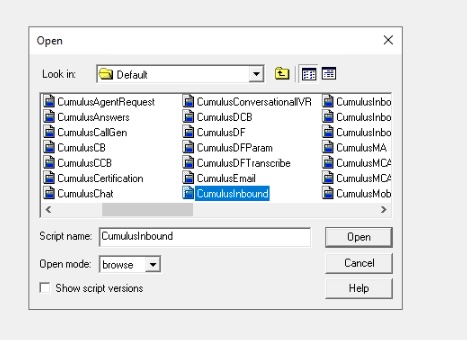 Open
Look in: Default
CumulusAgentRequest
CumulusAnswers
CumulusCallGen
CumulusCB
CumulusCCB
CumulusCertification
CumulusChat
CumulusConversationalIVR
CumulusDCB
CumulusDF
CumulusDFParam
CumulusDFTranscribe
CumulusEmail
CumulusInbound
CumulusInbo
CumulusInbo
CumulusInbo
CumulusMA
CumulusMCA
CumulusMCA
CumulusMob
Script name: CumulusInbound
Open
Open mode: browse
Cancel
Show script versions
Help